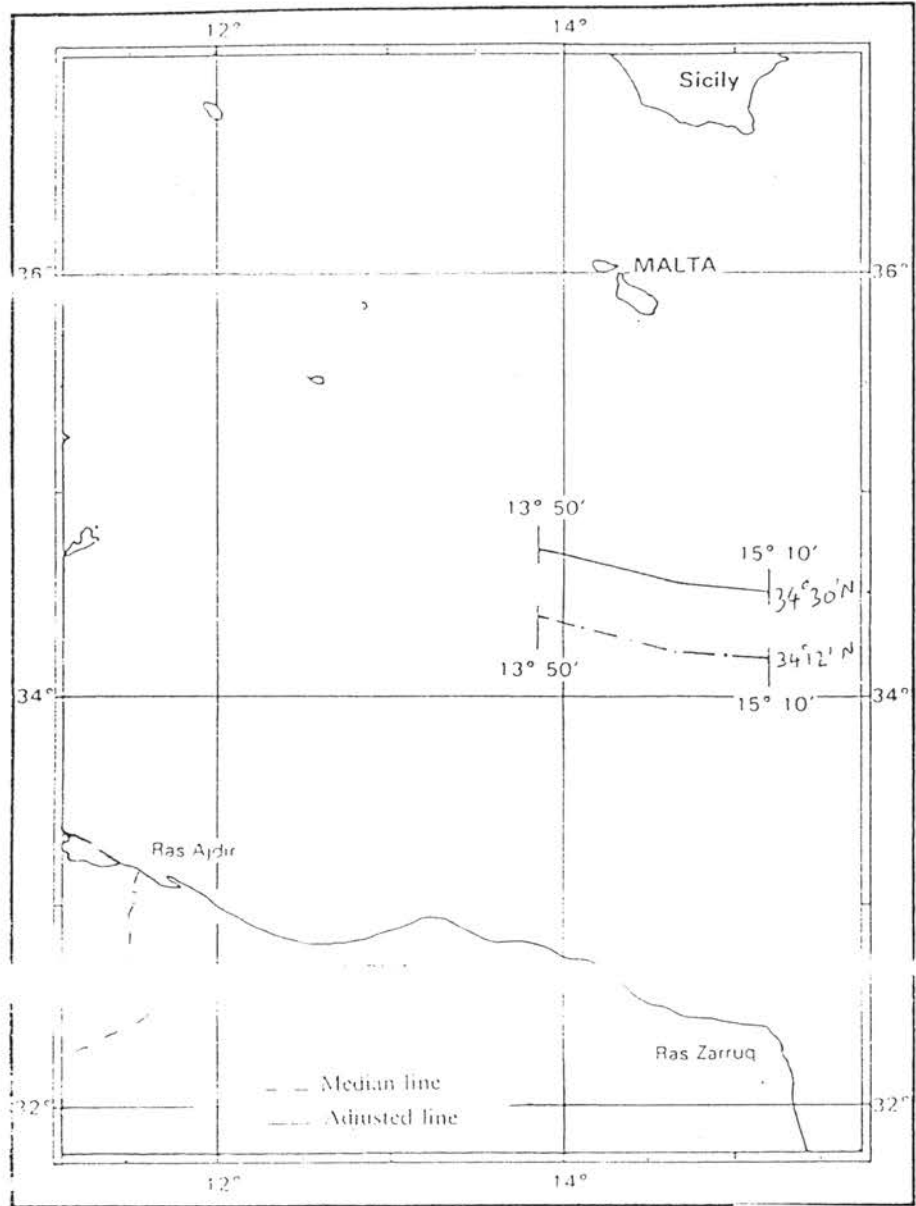 12° 14°
Sicily
36° MALTA 36°
13° 50'
15° 10'
34° 30' N
34° 12' N
13° 50'
34° 34°
15° 10'
Ras Ajdir
Ras Zarruq
Median line
32° 32°
Adjusted line
12° 14°